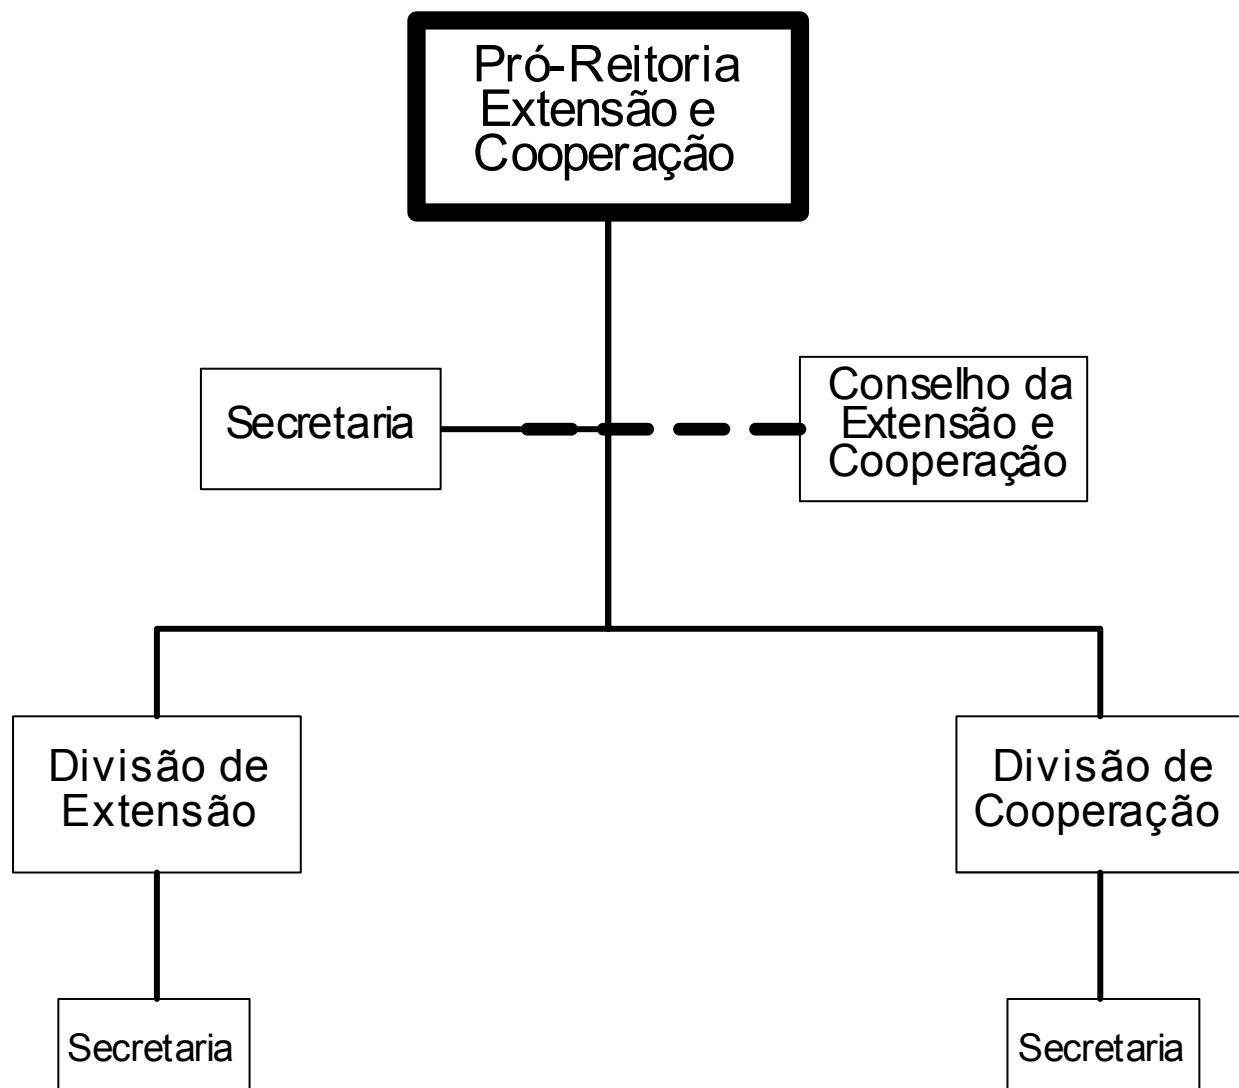 Pró-Reitoria
Extensão e
Cooperação
Secretaria
Conselho da
Extensão e
Cooperação
Divisão de
Extensão
Divisão de
Cooperação
Secretaria
Secretaria